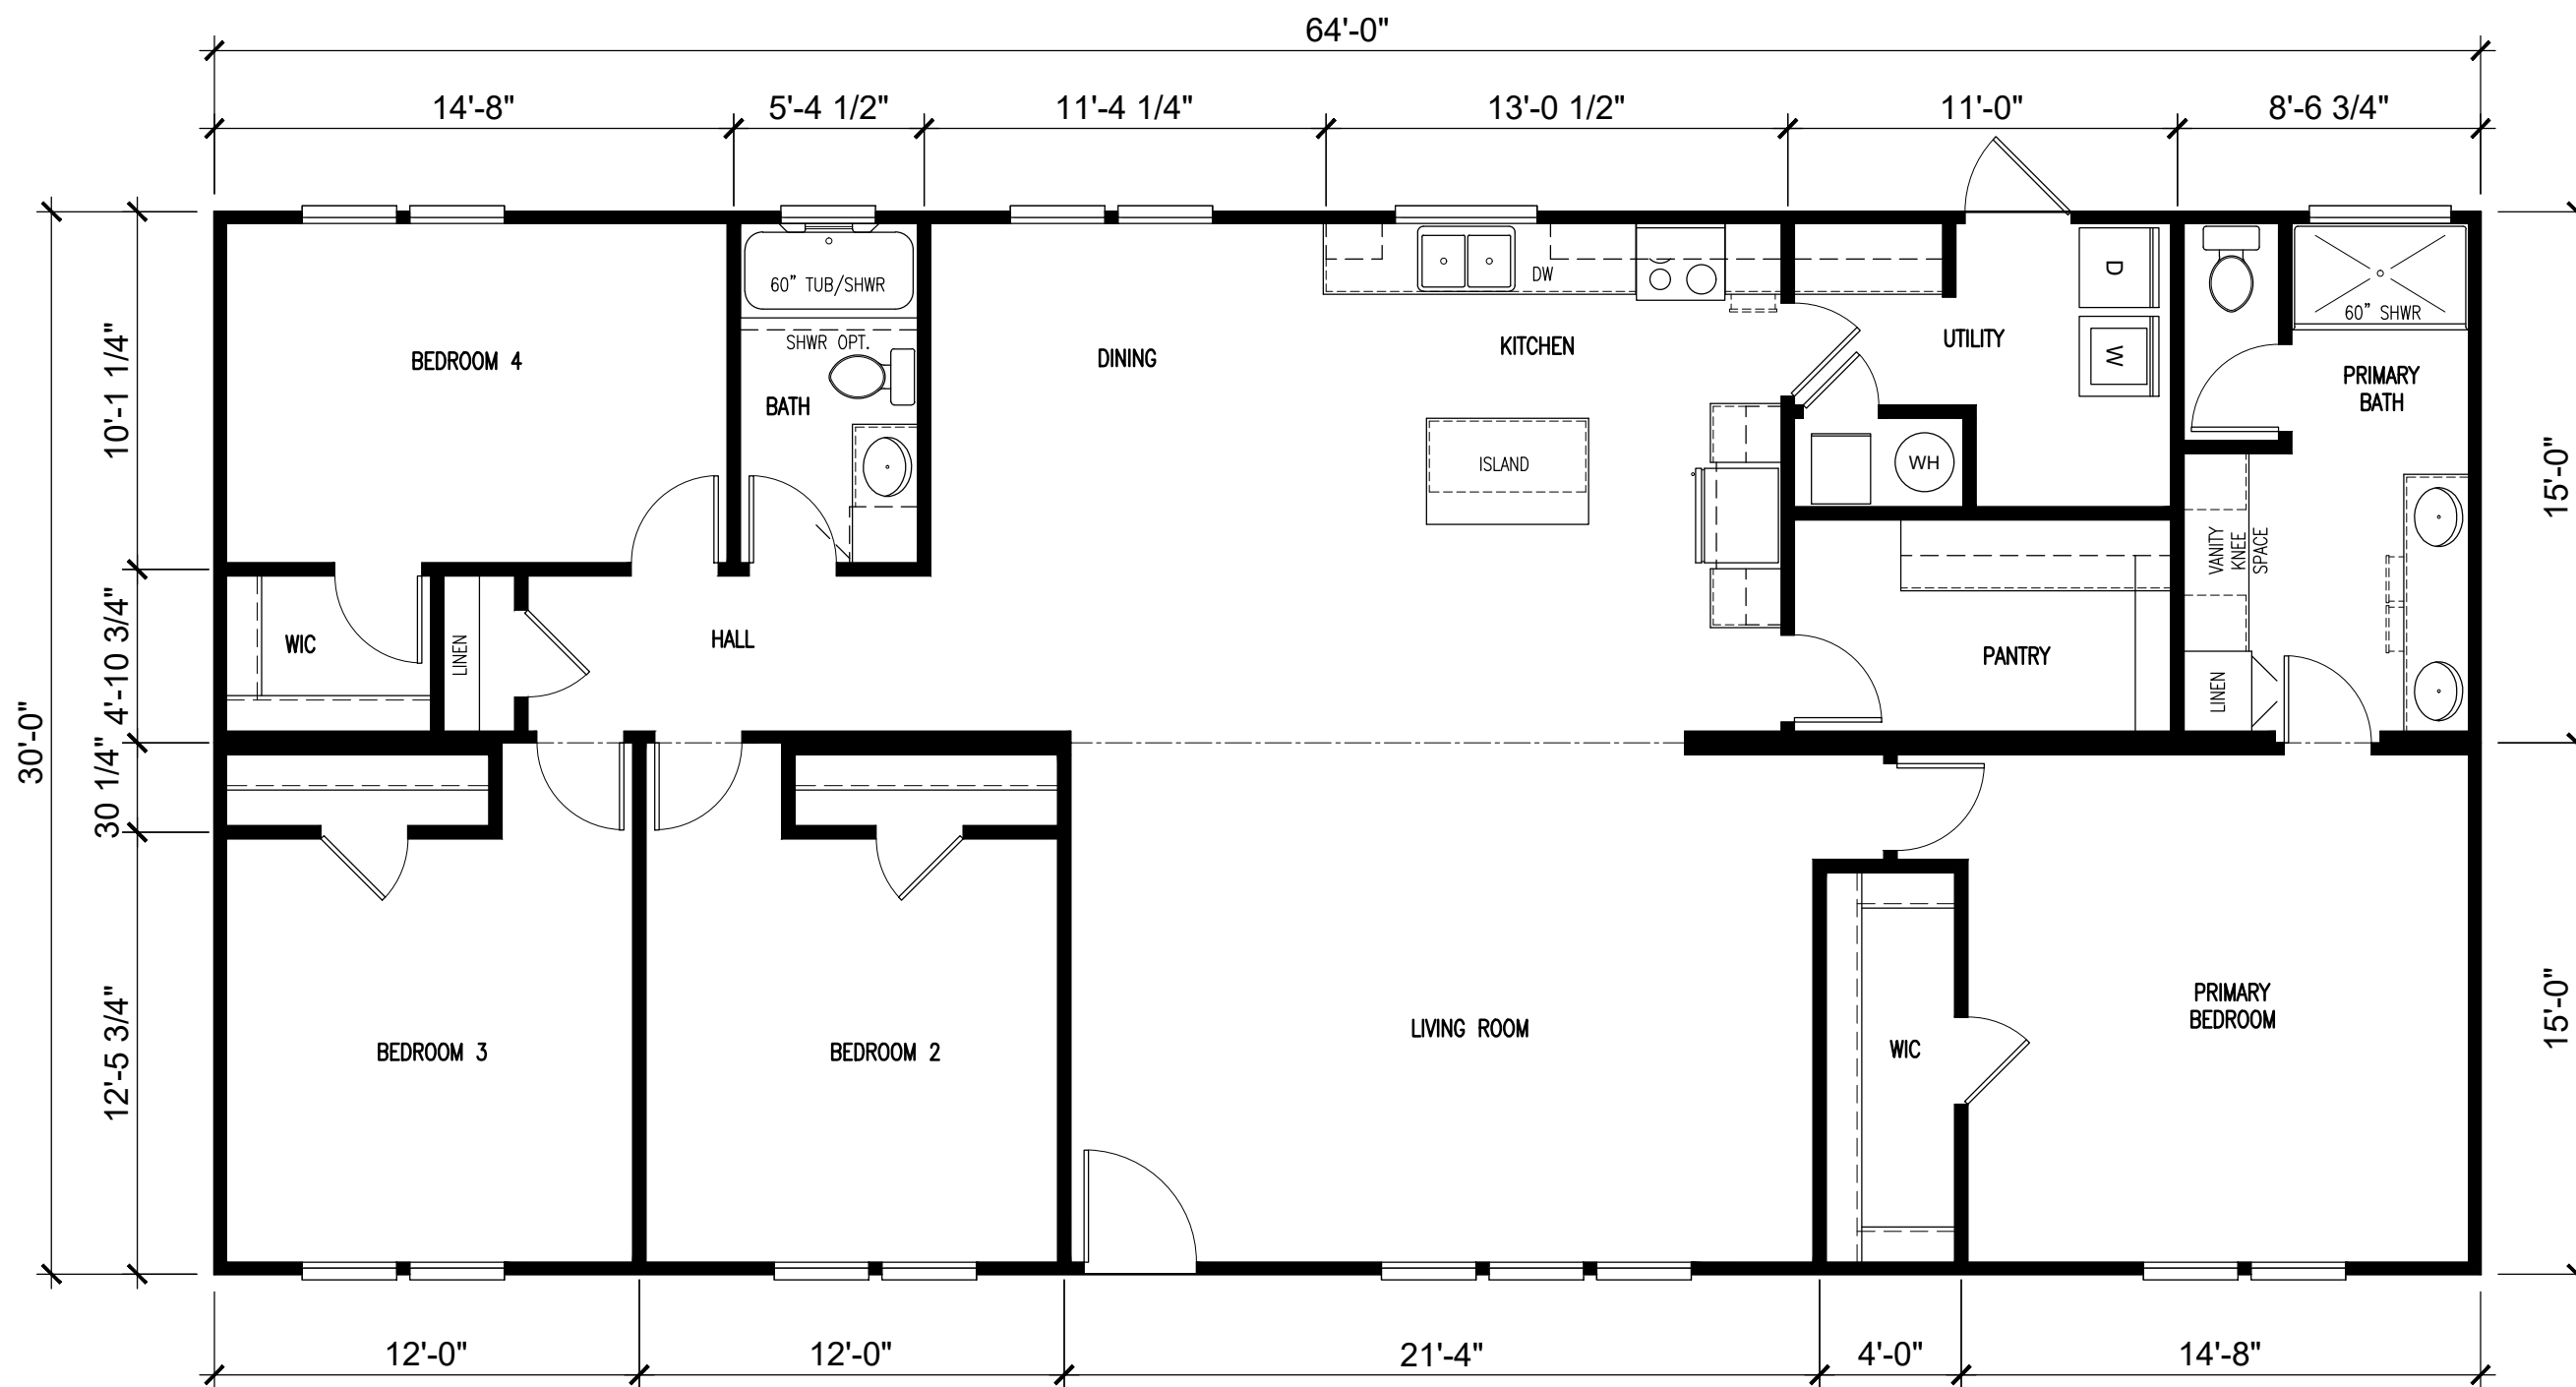 64'-0"
14'-8"
5'-4 1/2"
11'-4 1/4"
13'-0 1/2"
11'-0"
8'-6 3/4"
30'-0"
10'-1 1/4"
4'-10 3/4"
30 1/4"
12'-5 3/4"
15'-0"
15'-0"
BEDROOM 4
60" TUB/SHWR
SHWR OPT.
BATH
DINING
KITCHEN
DW
ISLAND
UTILITY
D
W
WH
60" SHWR
PRIMARY
BATH
VANITY
KNEE
SPACE
LINEN
PANTRY
WIC
LINEN
HALL
BEDROOM 3
BEDROOM 2
LIVING ROOM
WIC
PRIMARY
BEDROOM
12'-0"
12'-0"
21'-4"
4'-0"
14'-8"